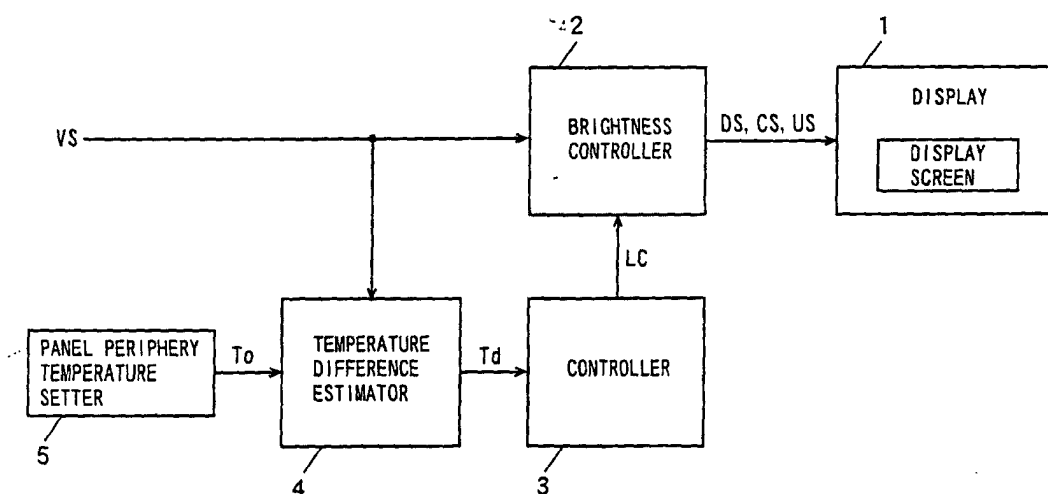 2
1
VS
BRIGHTNESS
CONTROLLER
DS, CS, US
DISPLAY
DISPLAY
SCREEN
LC
PANEL PERIPHERY
TEMPERATURE
SETTER
To
TEMPERATURE
DIFFERENCE
ESTIMATOR
Td
CONTROLLER
5
4
3